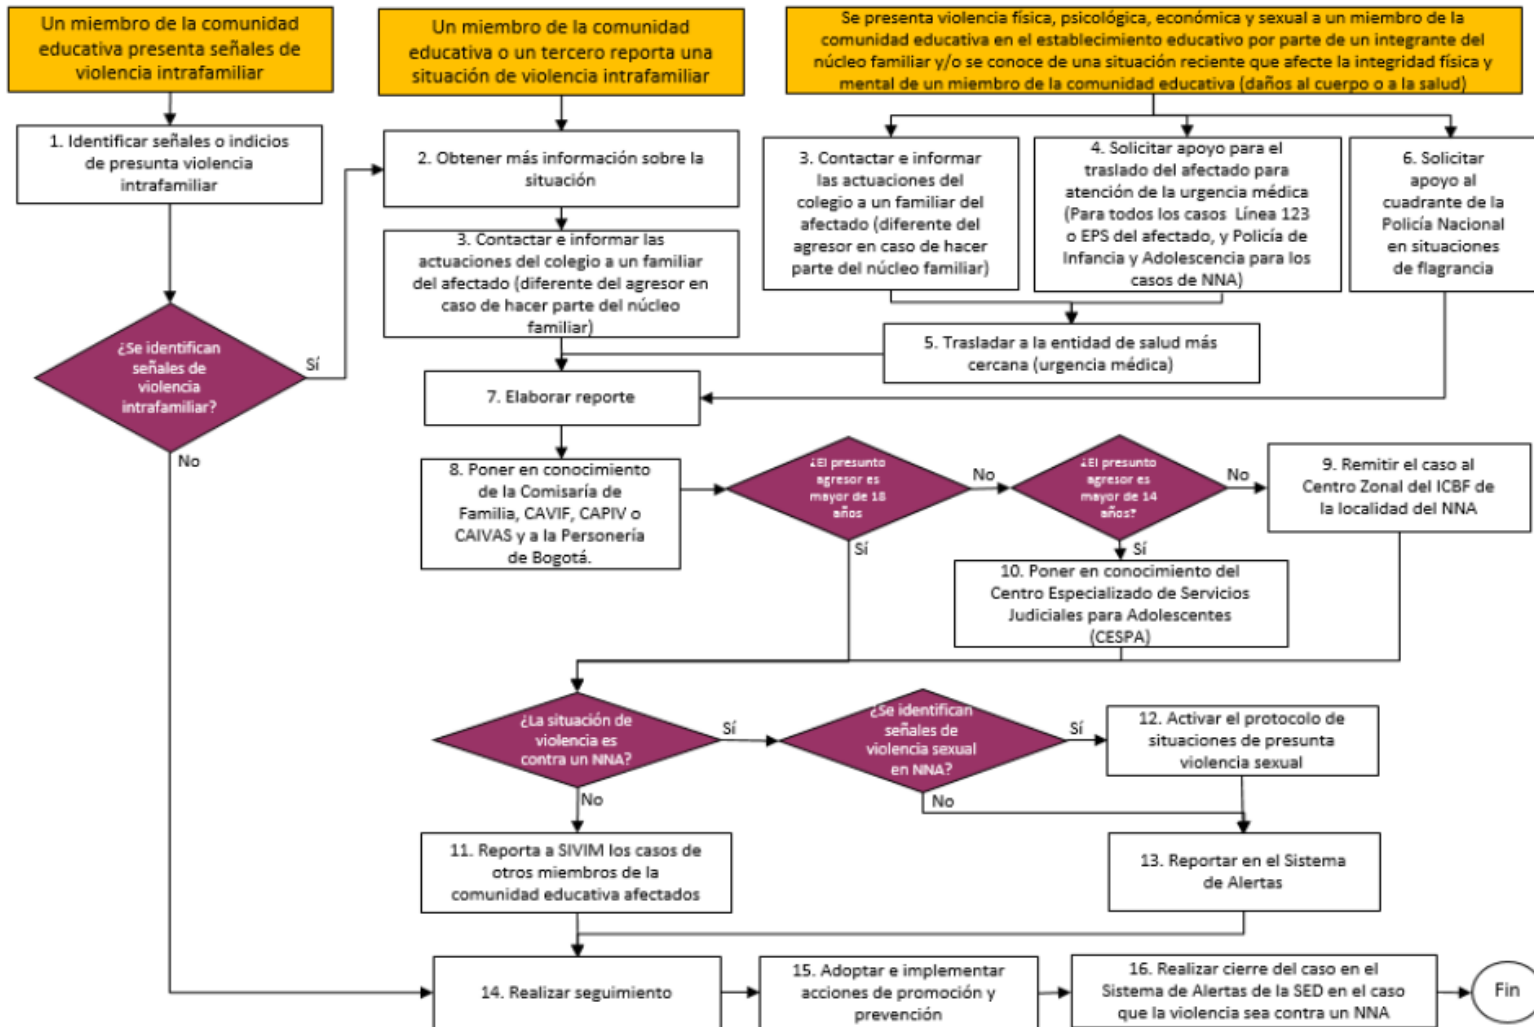 Un miembro de la comunidad
educativa presenta señales de
violencia intrafamiliar
Un miembro de la comunidad
educativa o un tercero reporta una
situación de violencia intrafamiliar
Se presenta violencia física, psicológica, económica y sexual a un miembro de la
comunidad educativa en el establecimiento educativo por parte de un integrante del
núcleo familiar y/o se conoce de una situación reciente que afecte la integridad física y
mental de un miembro de la comunidad educativa (daños al cuerpo o a la salud)
1. Identificar señales o indicios
de presunta violencia
intrafamiliar
2. Obtener más información sobre la
situación
3. Contactar e informar
las actuaciones del
colegio a un familiar del
afectado (diferente del
agresor en caso de hacer
parte del núcleo familiar)
4. Solicitar apoyo para el
traslado del afectado para
atención de la urgencia médica
(Para todos los casos Línea 123
o EPS del afectado, y Policía de
Infancia y Adolescencia para los
casos de NNA)
6. Solicitar
apoyo al
cuadrante de la
Policía Nacional
en situaciones
de flagrancia
3. Contactar e informar las
actuaciones del colegio a un familiar
del afectado (diferente del agresor en
caso de hacer parte del núcleo
familiar)
5. Trasladar a la entidad de salud más
cercana (urgencia médica)
¿Se identifican
señales de
violencia
intrafamiliar?
Sí
No
7. Elaborar reporte
8. Poner en conocimiento
de la Comisaría de
Familia, CAVIF, CAPIV o
CAIVAS y a la Personería
de Bogotá.
¿El presunto
agresor es
mayor de 18
años
No
Sí
¿El presunto
agresor es
mayor de 14
años?
No
Sí
9. Remitir el caso al
Centro Zonal del ICBF de
la localidad del NNA
10. Poner en conocimiento del
Centro Especializado de Servicios
Judiciales para Adolescentes
(CESPA)
¿La situación de
violencia es
contra un NNA?
Sí
No
¿Se identifican
señales de
violencia sexual
en NNA?
Sí
No
12. Activar el protocolo de
situaciones de presunta
violencia sexual
11. Reporta a SIVIM los casos de
otros miembros de la
comunidad educativa afectados
13. Reportar en el Sistema
de Alertas
14. Realizar seguimiento
15. Adoptar e implementar
acciones de promoción y
prevención
16. Realizar cierre del caso en el
Sistema de Alertas de la SED en el caso
que la violencia sea contra un NNA
Fin